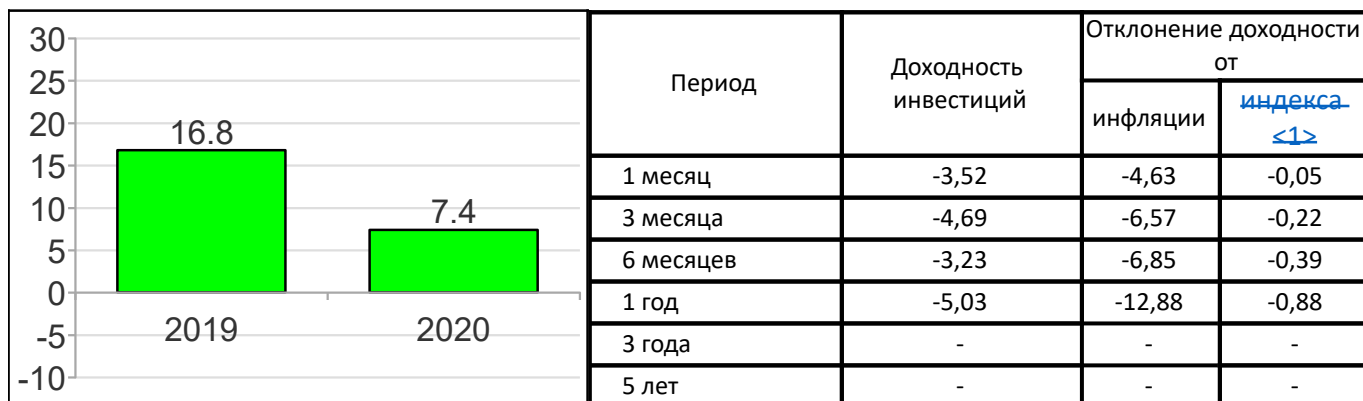 30
25
20
15
10
5
0
-5
-10
16.8
7.4
2019
2020
Период
Доходность
инвестиций
Отклонение доходности
от
инфляции
индекса
<1>
1 месяц -3,52 -4,63 -0,05
3 месяца -4,69 -6,57 -0,22
6 месяцев -3,23 -6,85 -0,39
1 год -5,03 -12,88 -0,88
3 года - - -
5 лет - - -